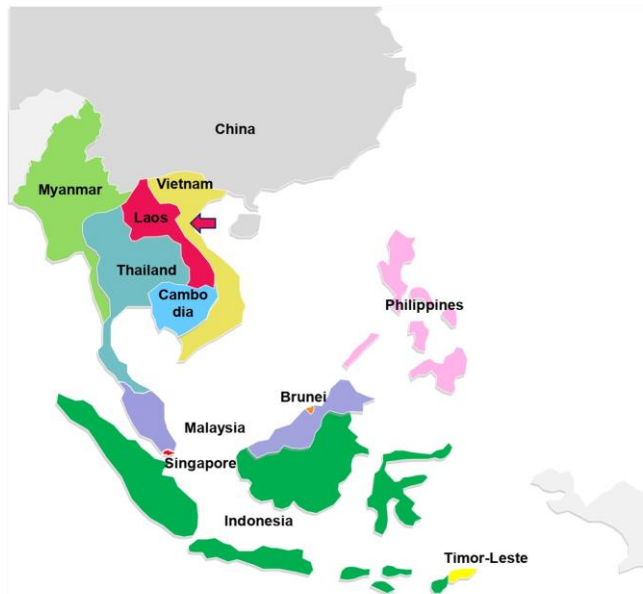 China
Myanmar
Vietnam
Laos
Thailand
Cambo
dia
Philippines
Brunei
Malaysia
Singapore
Indonesia
Timor-Leste